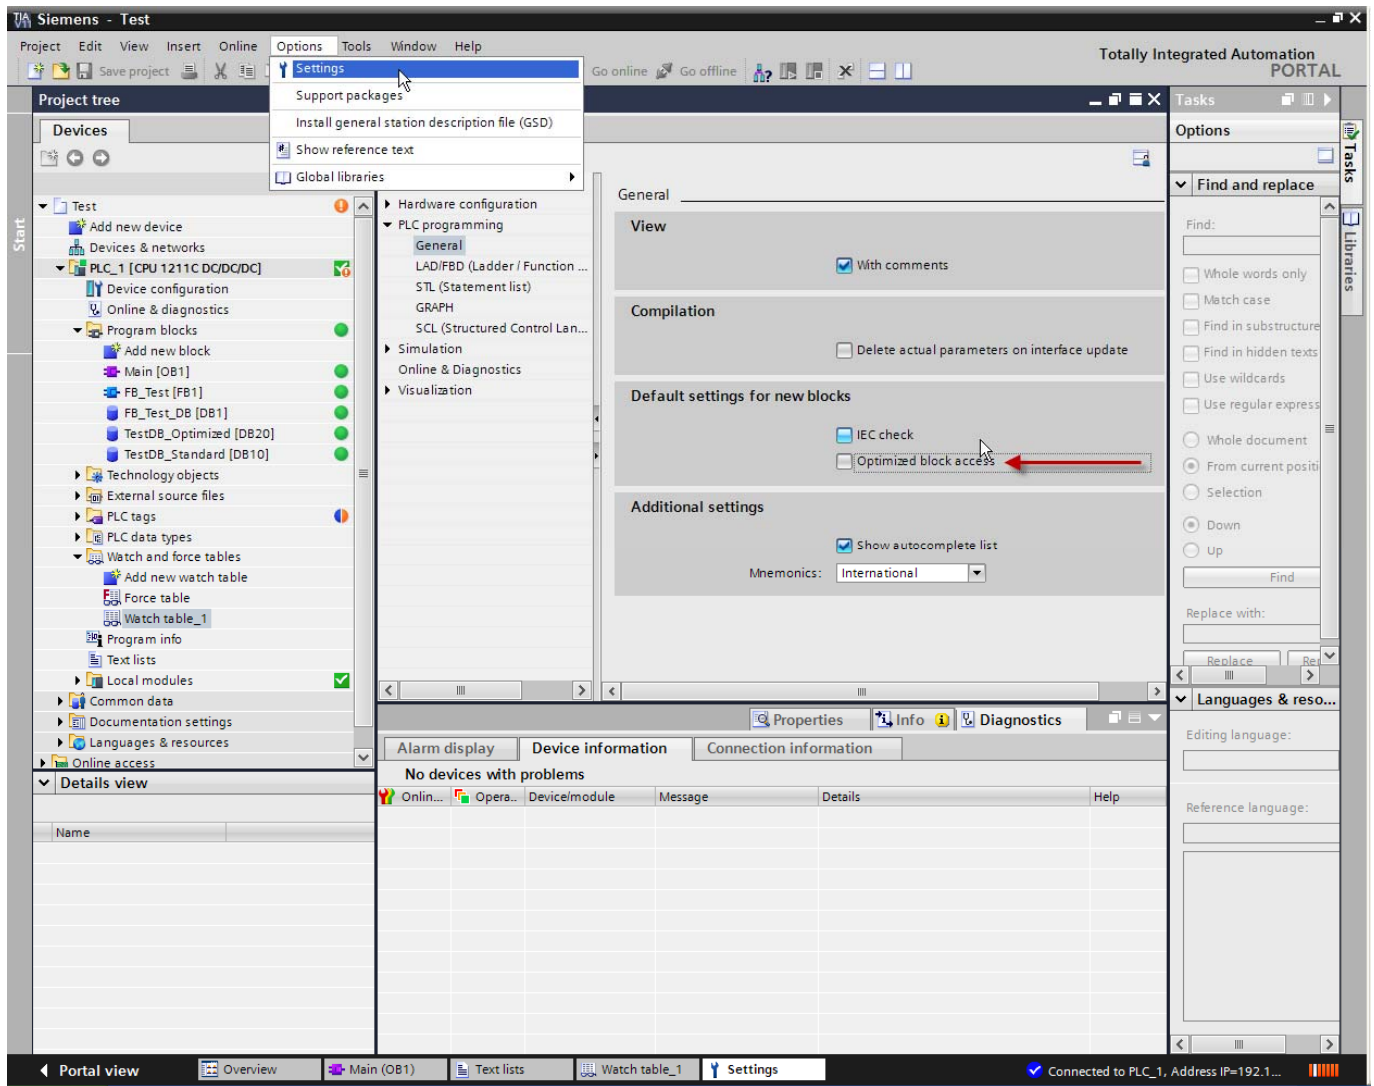 Siemens - Test
Project Edit View Insert Online Options Tools Window Help
Totally Integrated Automation
PORTAL
Save project
Go online Go offline
Settings
Support packages
Install general station description file (GSD)
Show reference text
Global libraries
Project tree
Devices
Start
Test
Add new device
Devices & networks
PLC_1 [CPU 1211C DC/DC/DC]
Device configuration
Online & diagnostics
Program blocks
Add new block
Main [OB1]
FB_Test [FB1]
FB_Test_DB [DB1]
TestDB_Optimized [DB20]
TestDB_Standard [DB10]
Technology objects
External source files
PLC tags
PLC data types
Watch and force tables
Add new watch table
Force table
Watch table_1
Program info
Text lists
Local modules
Common data
Documentation settings
Languages & resources
Online access
Details view
Name
Hardware configuration
PLC programming
General
LAD/FBD (Ladder / Function ...
STL (Statement list)
GRAPH
SCL (Structured Control Lan...
Simulation
Online & Diagnostics
Visualization
General
View
With comments
Compilation
Delete actual parameters on interface update
Default settings for new blocks
IEC check
Optimized block access
Additional settings
Show autocomplete list
Mnemonics: International
Properties Info Diagnostics
Alarm display Device information Connection information
No devices with problems
Onlin... Opera.. Device/module Message Details Help
Tasks
Options
Find and replace
Find:
Whole words only
Match case
Find in substructure
Find in hidden texts
Use wildcards
Use regular express
Whole document
From current positi
Selection
Down
Up
Find
Replace with:
Replace Re
Languages & reso...
Editing language:
Reference language:
Tasks
Libraries
Portal view Overview Main (OB1) Text lists Watch table_1 Settings
Connected to PLC_1, Address IP=192.1...